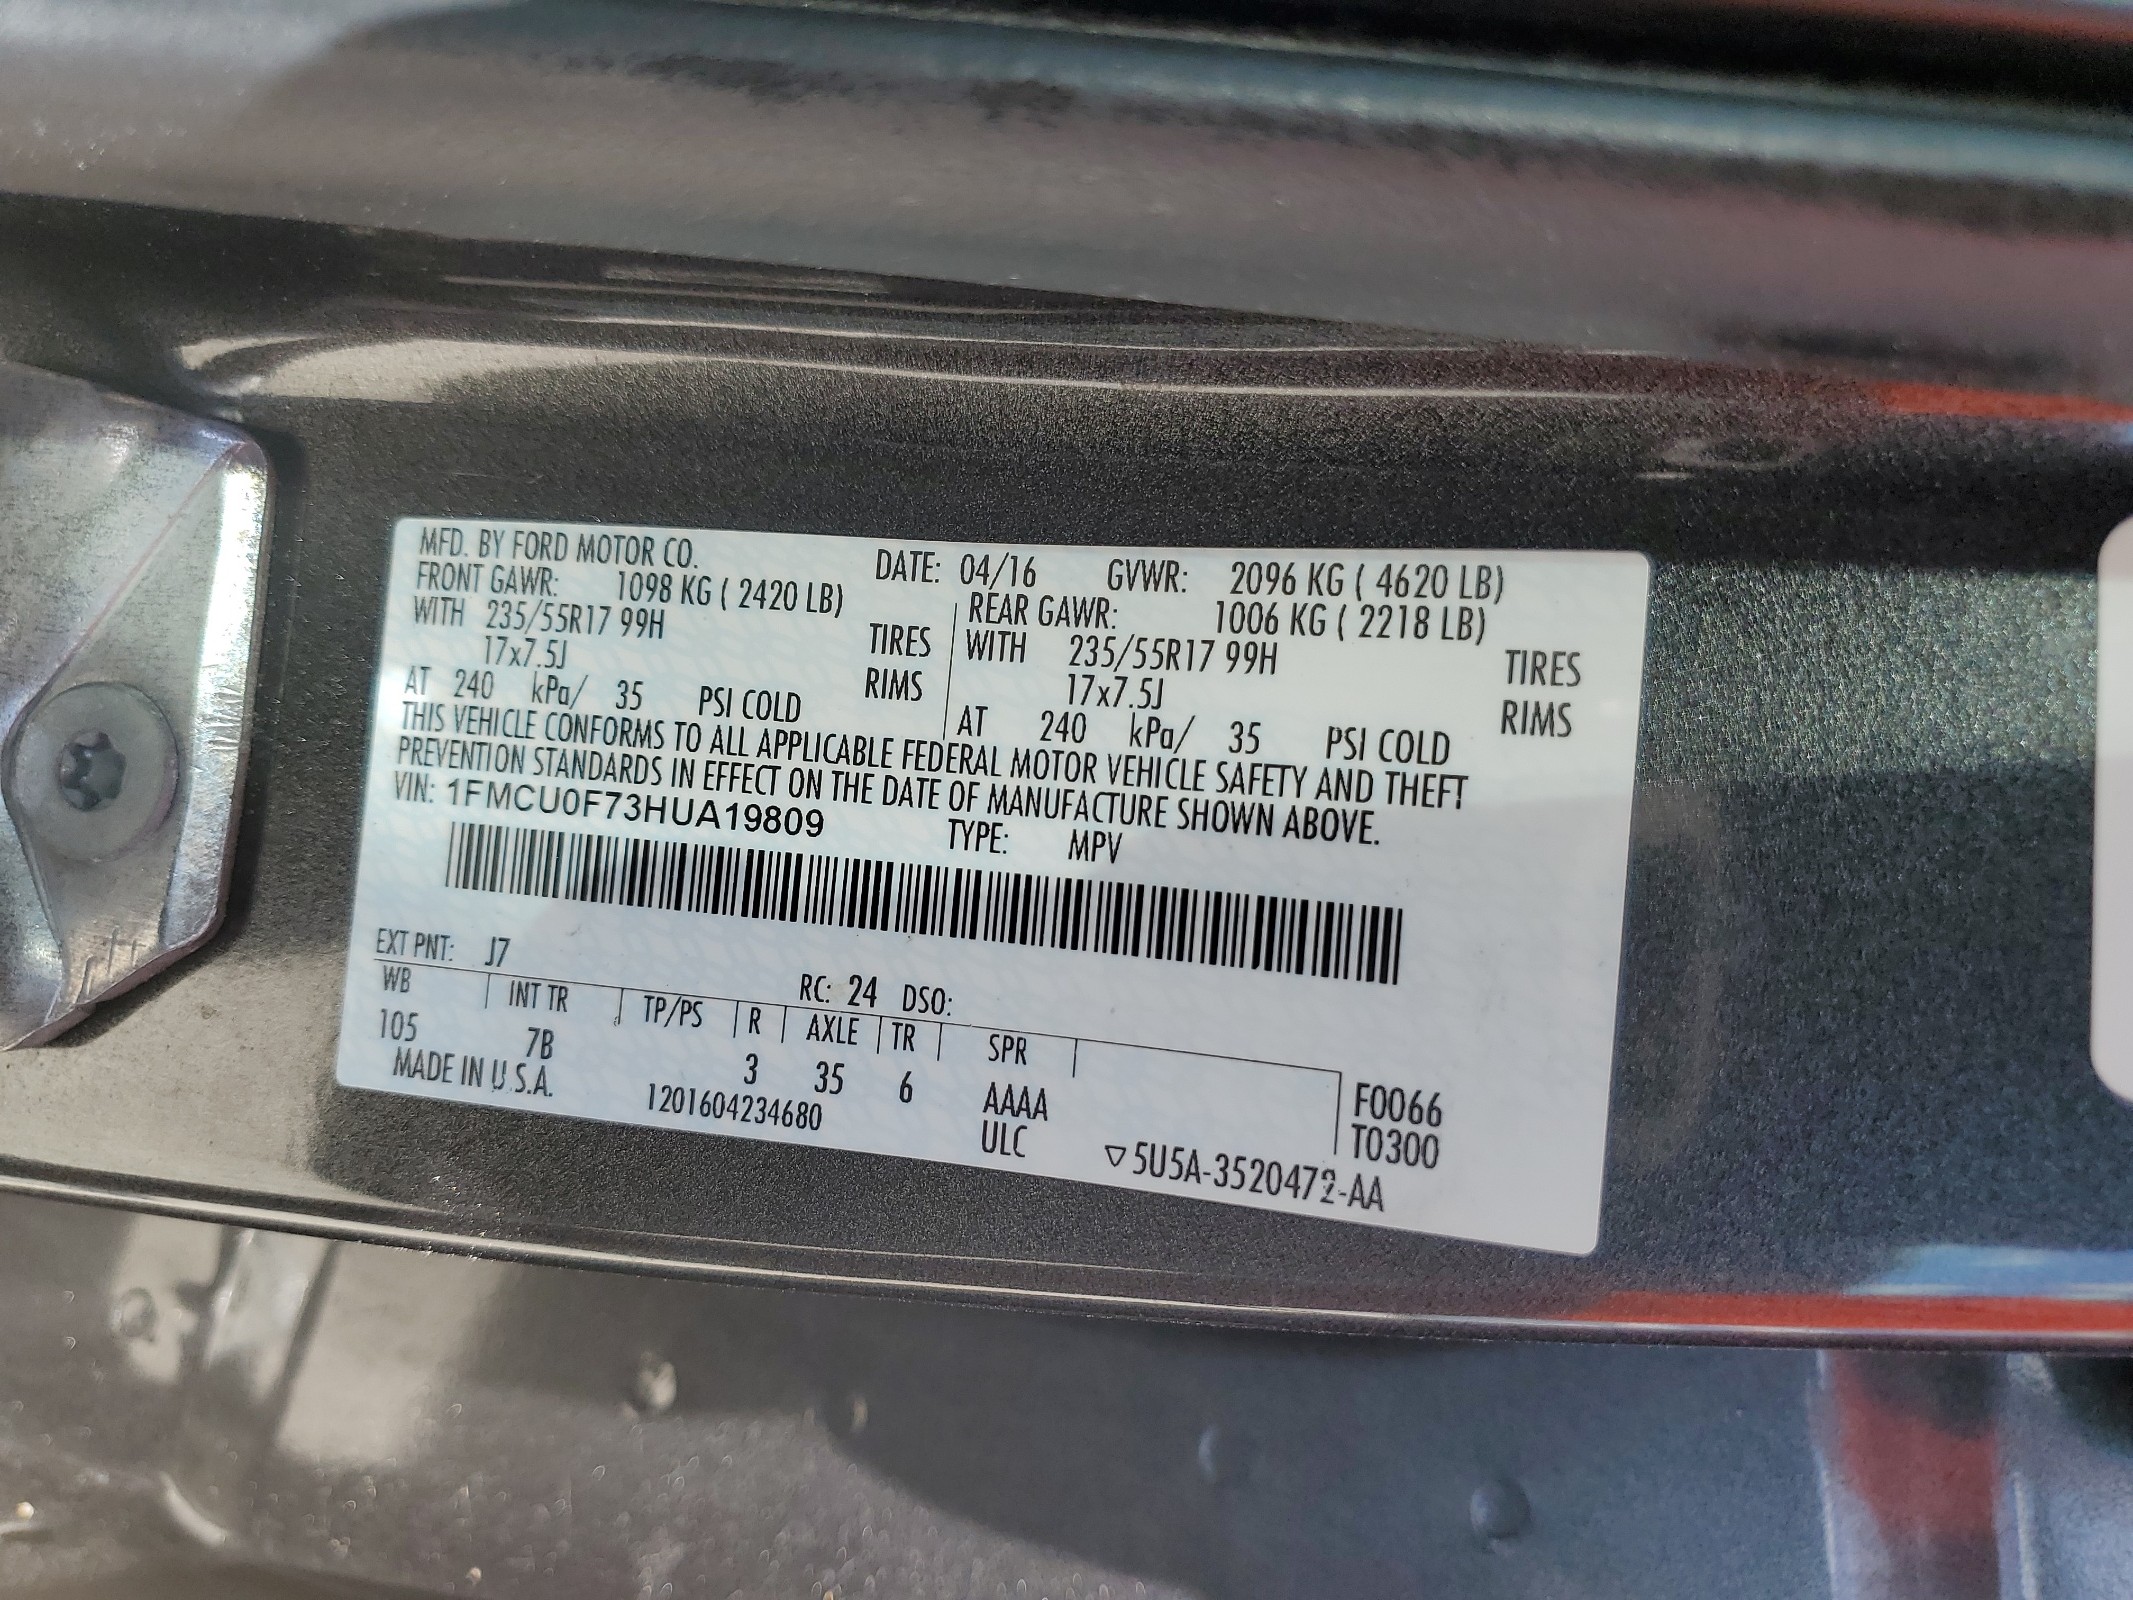 MFD. BY FORD MOTOR CO. DATE: 04/16 GVWR: 2096 KG ( 4620 LB)
FRONT GAWR: 1098 KG ( 2420 LB) REAR GAWR: 1006 KG ( 2218 LB)
WITH 235/55R17 99H TIRES WITH 235/55R17 99H TIRES
17x7.5J RIMS 17x7.5J RIMS
AT 240 kPa/ 35 PSI COLD AT 240 kPa/ 35 PSI COLD
THIS VEHICLE CONFORMS TO ALL APPLICABLE FEDERAL MOTOR VEHICLE SAFETY AND THEFT
PREVENTION STANDARDS IN EFFECT ON THE DATE OF MANUFACTURE SHOWN ABOVE.
VIN: 1FMCU0F73HUA19809 TYPE: MPV
EXT PNT: J7 RC: 24 DSO:
WB INT TR TP/PS R AXLE TR SPR
105 7B 3 35 6 AAAA F0066
MADE IN U.S.A. 1201604234680 ULC T0300
▽5U5A-3520472-AA